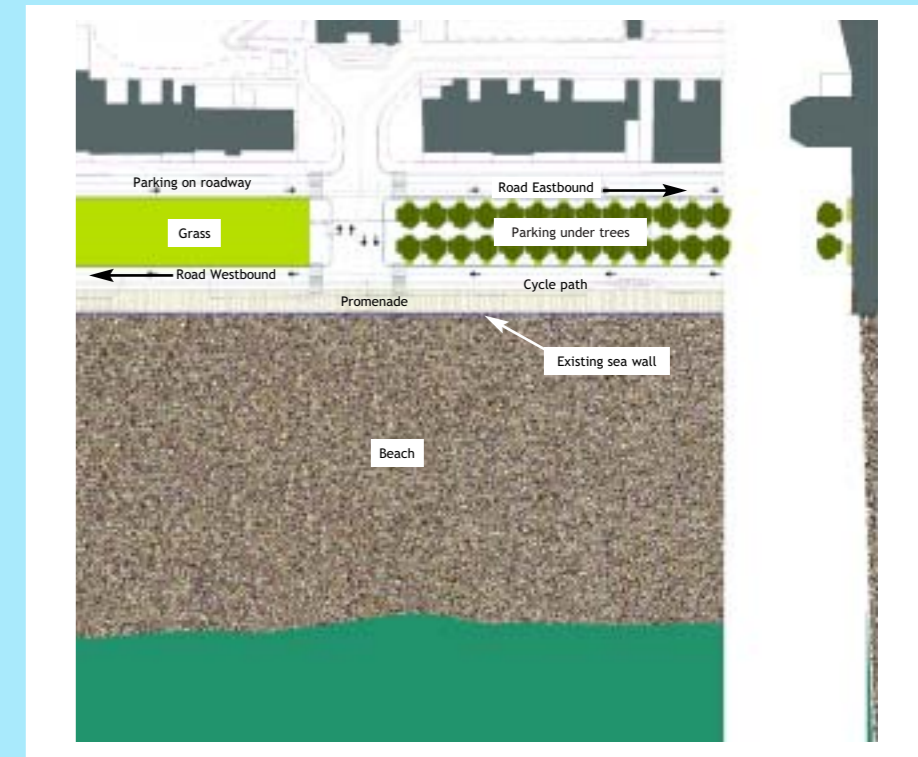 Parking on roadway
Road Eastbound
Grass
Parking under trees
Road Westbound
Cycle path
Promenade
Existing sea wall
Beach